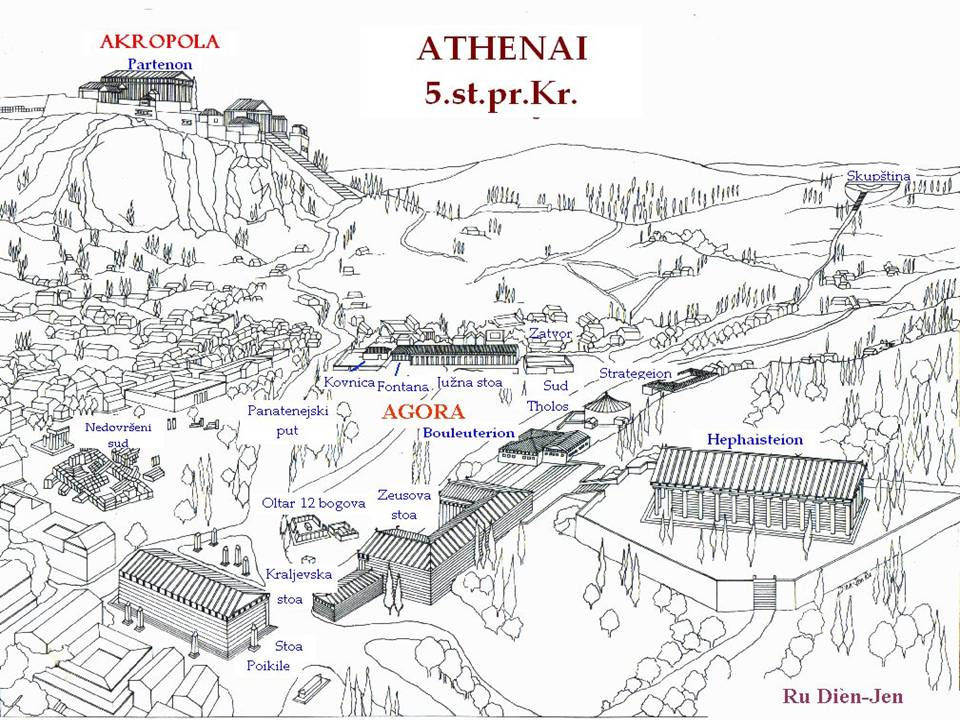 AKROPOLA
Partenon
ATHENAI
5.st.pr.Kr.
Skupština
Zatvor
Kovnica
Fontana
Južna stoa
Sud
Strategeion
Tholos
Panatenejski
put
AGORA
Bouleuterion
Nedovršeni
sud
Hephaisteion
Oltar 12 bogova
Zeusova
stoa
Kraljevska
stoa
Stoa
Poikile
Ru Dièn-Jen